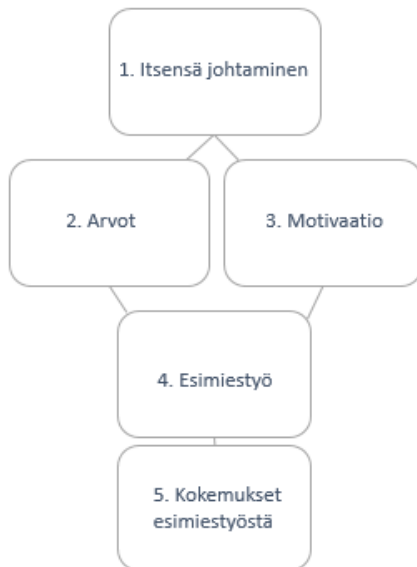 1. Itsensä johtaminen
2. Arvot
3. Motivaatio
4. Esimiestyö
5. Kokemukset
esimiestyöstä